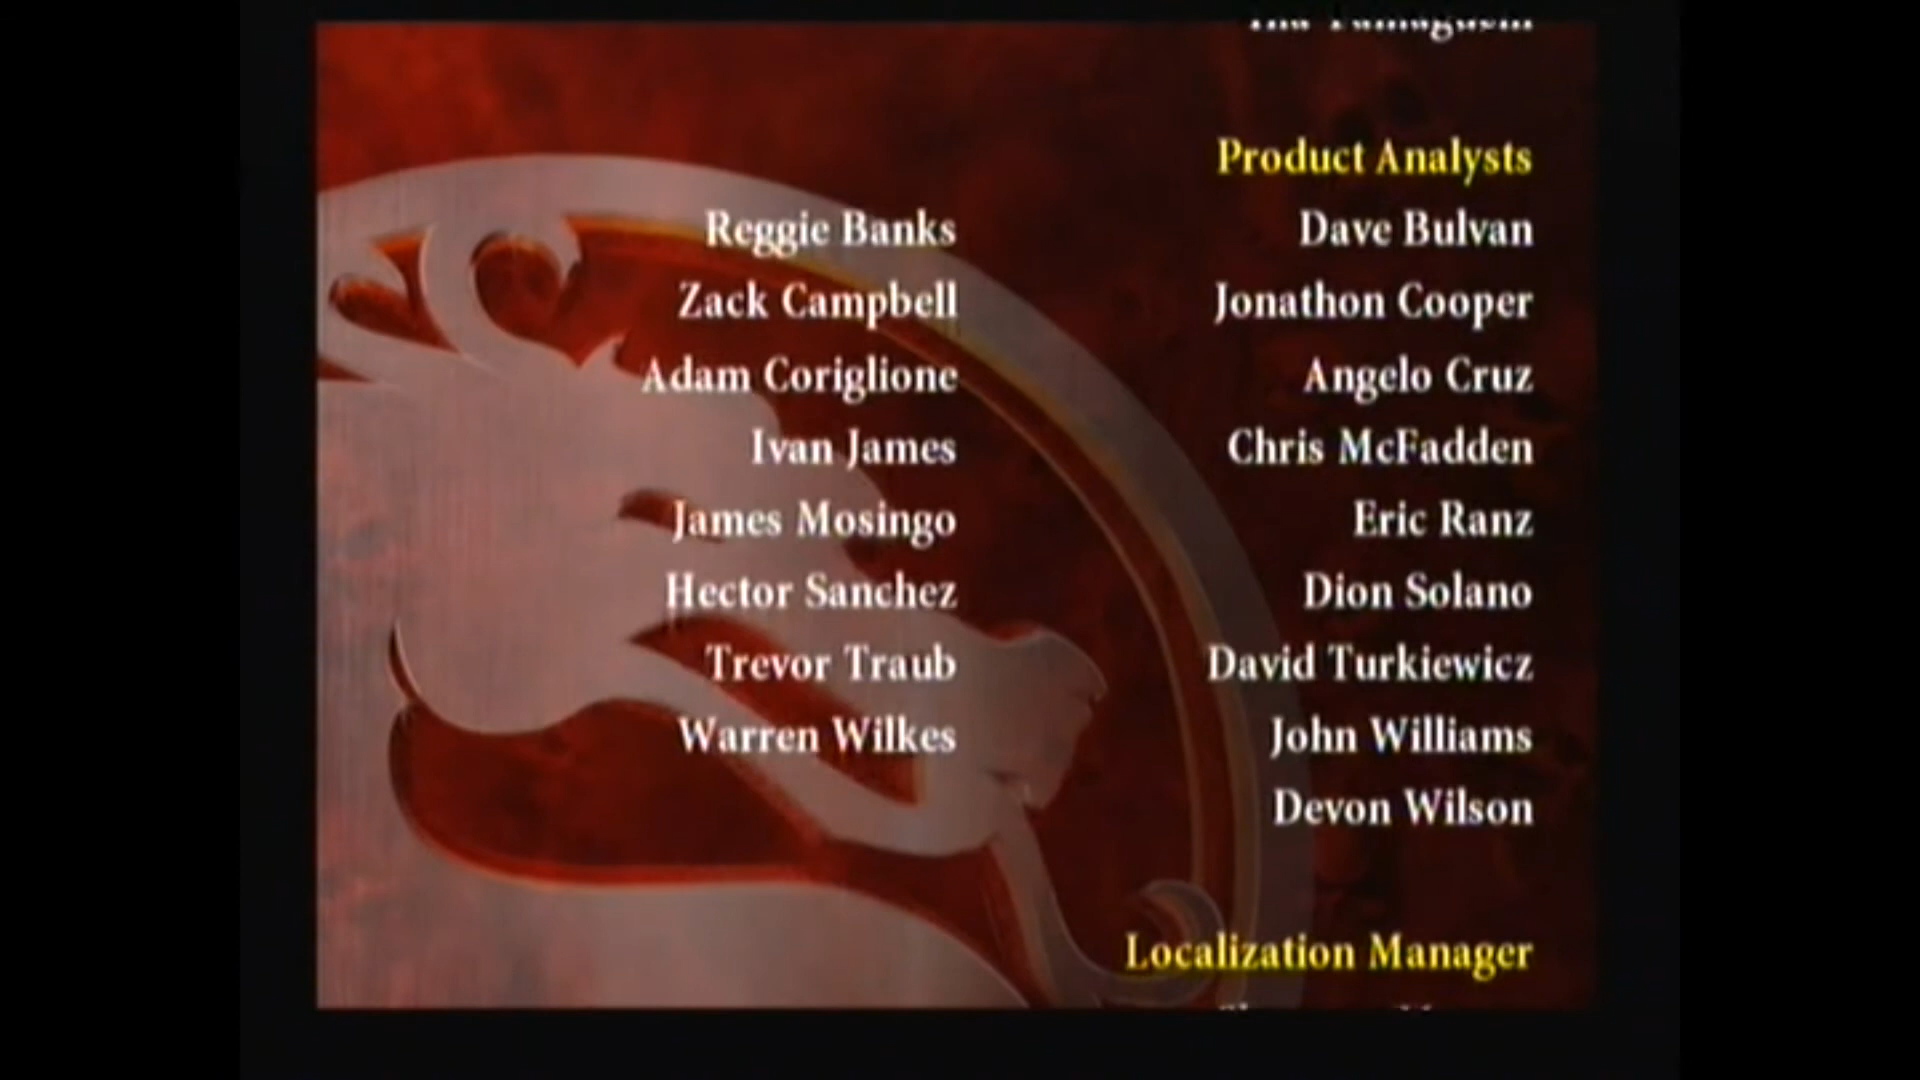 Product Analysts
Reggie Banks Dave Bulvan
Zack Campbell Jonathon Cooper
Adam Coriglione Angelo Cruz
Ivan James Chris McFadden
James Mosingo Eric Ranz
Hector Sanchez Dion Solano
Trevor Traub David Turkiewicz
Warren Wilkes John Williams
Devon Wilson
Localization Manager